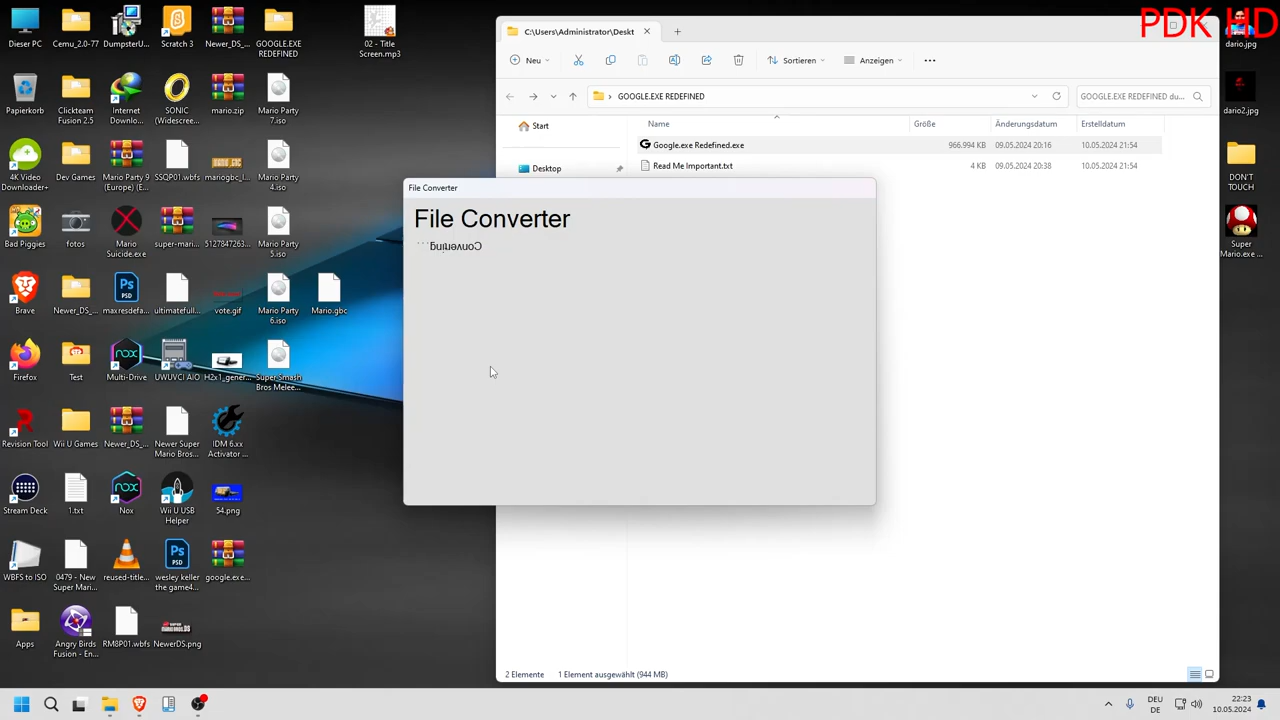 PDK HD
Dieser PC
Cemu_2.0-77
DumpsterU...
Scratch 3
Newer_DS_...
GOOGLE.EXE
REDEFINED
02 - Title
Screen.mp3
Papierkorb
Clickteam
Fusion 2.5
Internet
Downlo...
SONIC
(Widescree...
mario.zip
Mario Party
7.iso
4K Video
Downloader+
Dev Games
Mario Party
9 (Europe) (E...
SSQP01.wbfs
mariogbc_i...
Mario Party
4.iso
Bad Piggies
fotos
Mario
Suicide.exe
super-mari...
5127847263...
Mario Party
5.iso
Brave
Newer_DS_...
maxresdefa...
ultimatefull...
vote.gif
Mario Party
6.iso
Mario.gbc
Firefox
Test
Multi-Drive
UWUVCI AIO
H2x1_gener...
Super Smash
Bros Melee...
Revision Tool
Wii U Games
Newer_DS_...
Newer Super
Mario Bros...
IDM 6.xx
Activator ...
Stream Deck
1.txt
Nox
Wii U USB
Helper
S4.png
WBFS to ISO
0479 - New
Super Mari...
reused-title...
wesley keller
the game4...
google.exe...
Apps
Angry Birds
Fusion - En...
RM8P01.wbfs
NewerDS.png
C:\Users\Administrator\Deskt
Neu
Sortieren
Anzeigen
GOOGLE.EXE REDEFINED
GOOGLE.EXE REDEFINED du...
Start
Desktop
Name
Größe
Änderungsdatum
Erstelldatum
Google.exe Redefined.exe
966.994 KB
09.05.2024 20:16
10.05.2024 21:54
Read Me Important.txt
4 KB
09.05.2024 20:38
10.05.2024 21:54
File Converter
File Converter
Converting...
2 Elemente
1 Element ausgewählt (944 MB)
dario.jpg
dario2.jpg
DON'T
TOUCH
Super
Mario.exe ...
DEU
DE
22:23
10.05.2024